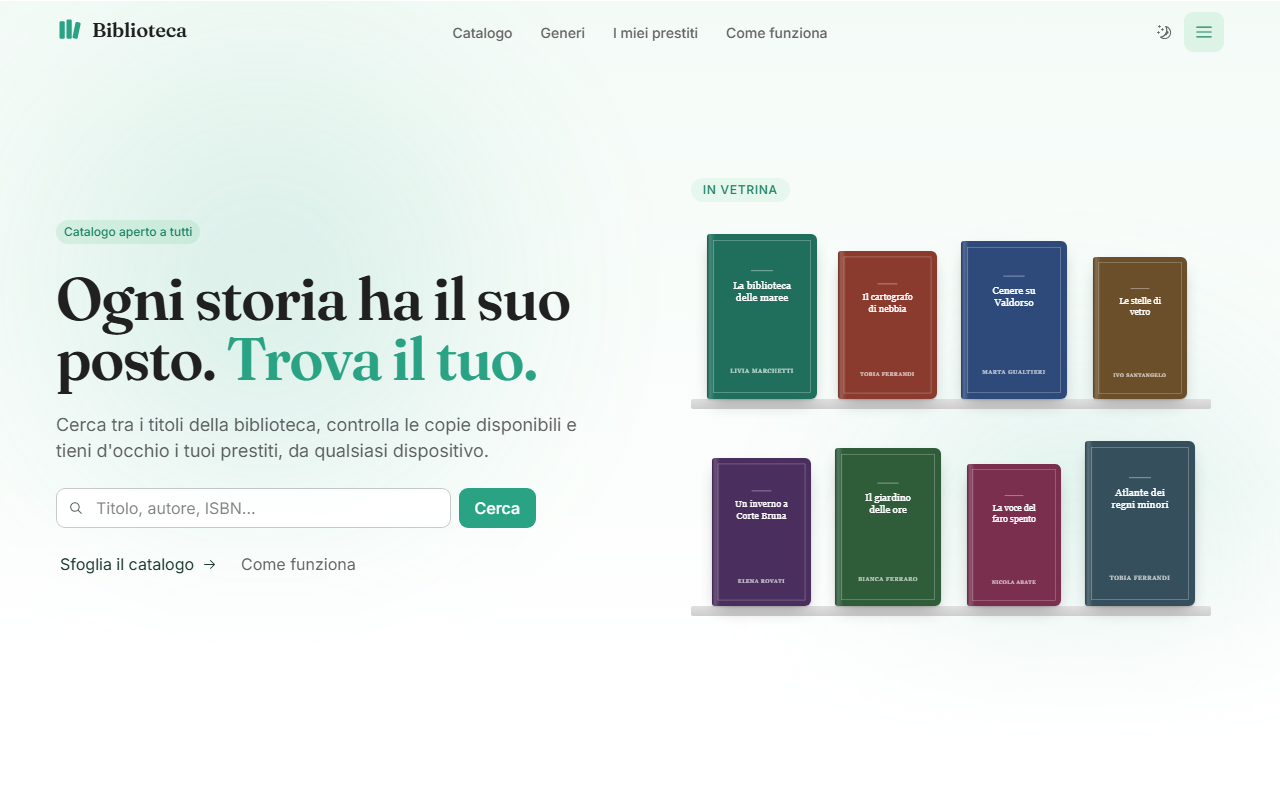 Biblioteca
Catalogo
Generi
I miei prestiti
Come funziona
Catalogo aperto a tutti
Ogni storia ha il suo
posto. Trova il tuo.
Cerca tra i titoli della biblioteca, controlla le copie disponibili e
tieni d'occhio i tuoi prestiti, da qualsiasi dispositivo.
Titolo, autore, ISBN...
Cerca
Sfoglia il catalogo →
Come funziona
IN VETRINA
La biblioteca
delle maree
LIVIA MARCHETTI
Il cartografo
di nebbia
TOBIA FERRANDI
Cenere su
Valdorso
MARTA GUALTIERI
Le stelle di
vetro
IVO SANTANGELO
Un inverno a
Corte Bruna
ELENA ROVATI
Il giardino
delle ore
BIANCA FERRARO
La voce del
faro spento
NICOLA ABATE
Atlante dei
regni minori
TOBIA FERRANDI